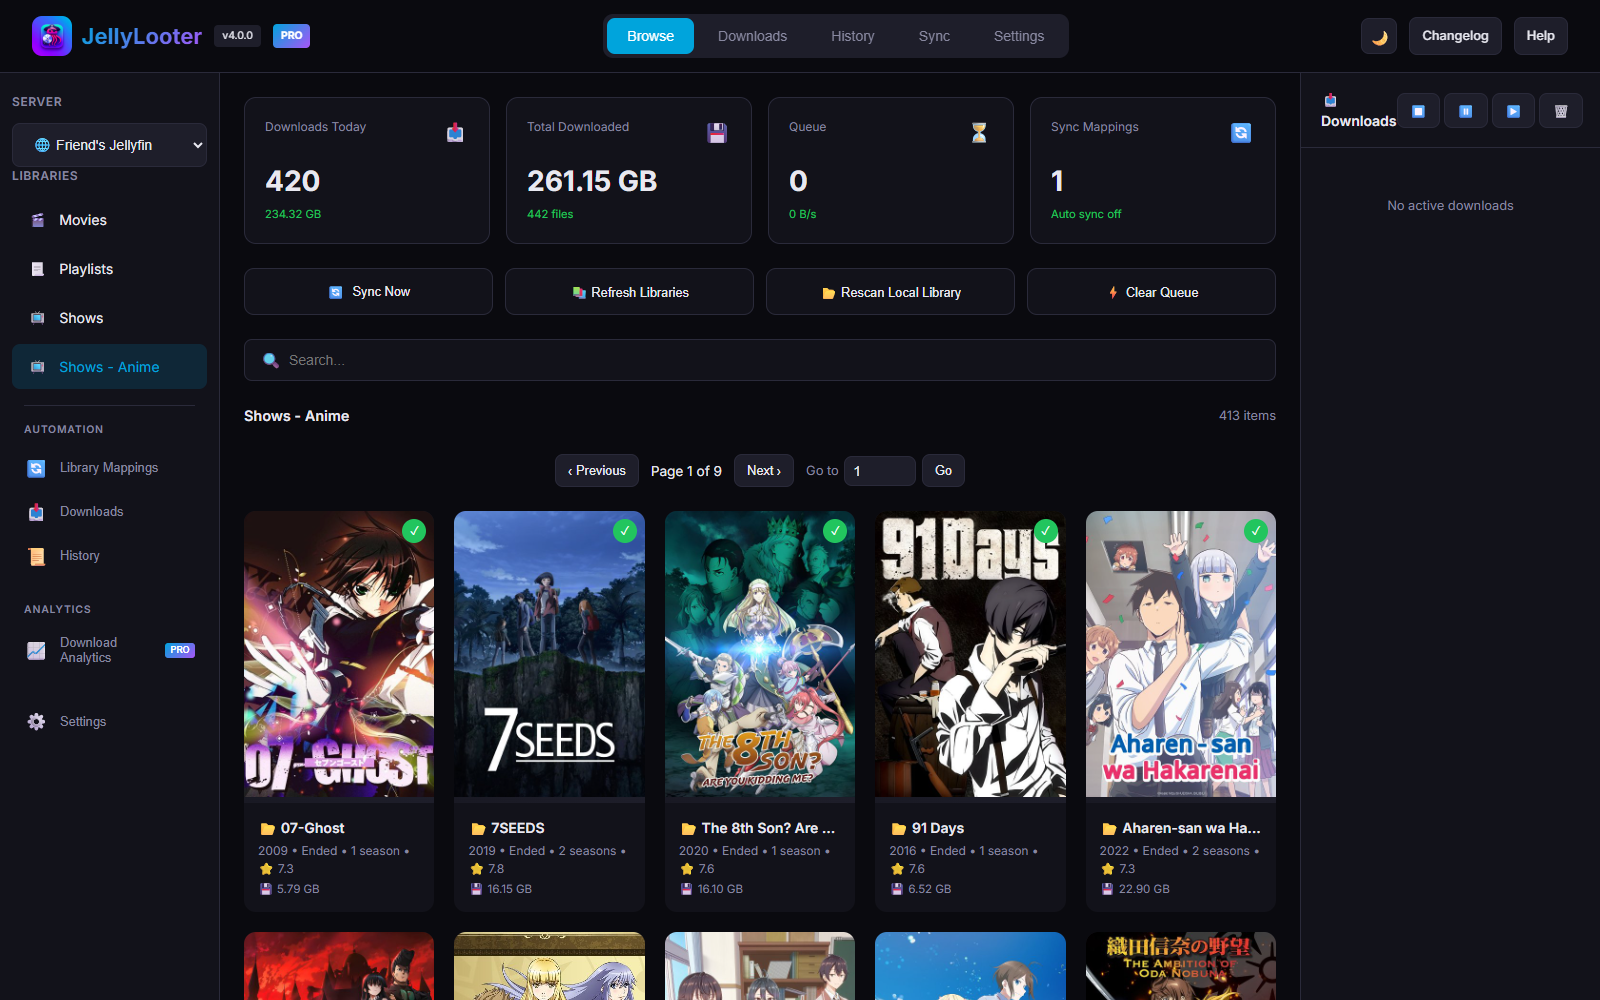 JellyLooter
v4.0.0
PRO
Browse
Downloads
History
Sync
Settings
Changelog
Help
SERVER
Friend's Jellyfin
LIBRARIES
Movies
Playlists
Shows
Shows - Anime
AUTOMATION
Library Mappings
Downloads
History
ANALYTICS
Download
Analytics
PRO
Settings
Downloads Today
420
234.32 GB
Total Downloaded
261.15 GB
442 files
Queue
0
0 B/s
Sync Mappings
1
Auto sync off
Sync Now
Refresh Libraries
Rescan Local Library
Clear Queue
Search...
Shows - Anime
413 items
‹ Previous
Page 1 of 9
Next ›
Go to
1
Go
07-GHOST
セブンゴースト
7SEEDS
THE 8TH
SON?
ARE YOU KIDDING ME?
91Days
Aharen-san
wa Hakarenai
07-Ghost
2009 • Ended • 1 season •
7.3
5.79 GB
7SEEDS
2019 • Ended • 2 seasons •
7.8
16.15 GB
The 8th Son? Are ...
2020 • Ended • 1 season •
7.6
16.10 GB
91 Days
2016 • Ended • 1 season •
7.6
6.52 GB
Aharen-san wa Ha...
2022 • Ended • 2 seasons •
7.3
22.90 GB
織田信奈の野望
THE AMBITION OF
ODA NOBUNA
Downloads
No active downloads